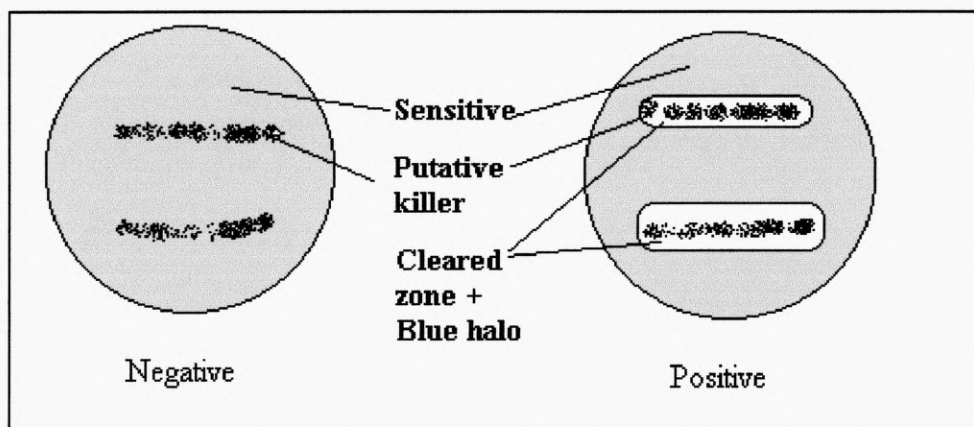 Sensitive
Putative
killer
Cleared
zone +
Blue halo
Negative
Positive